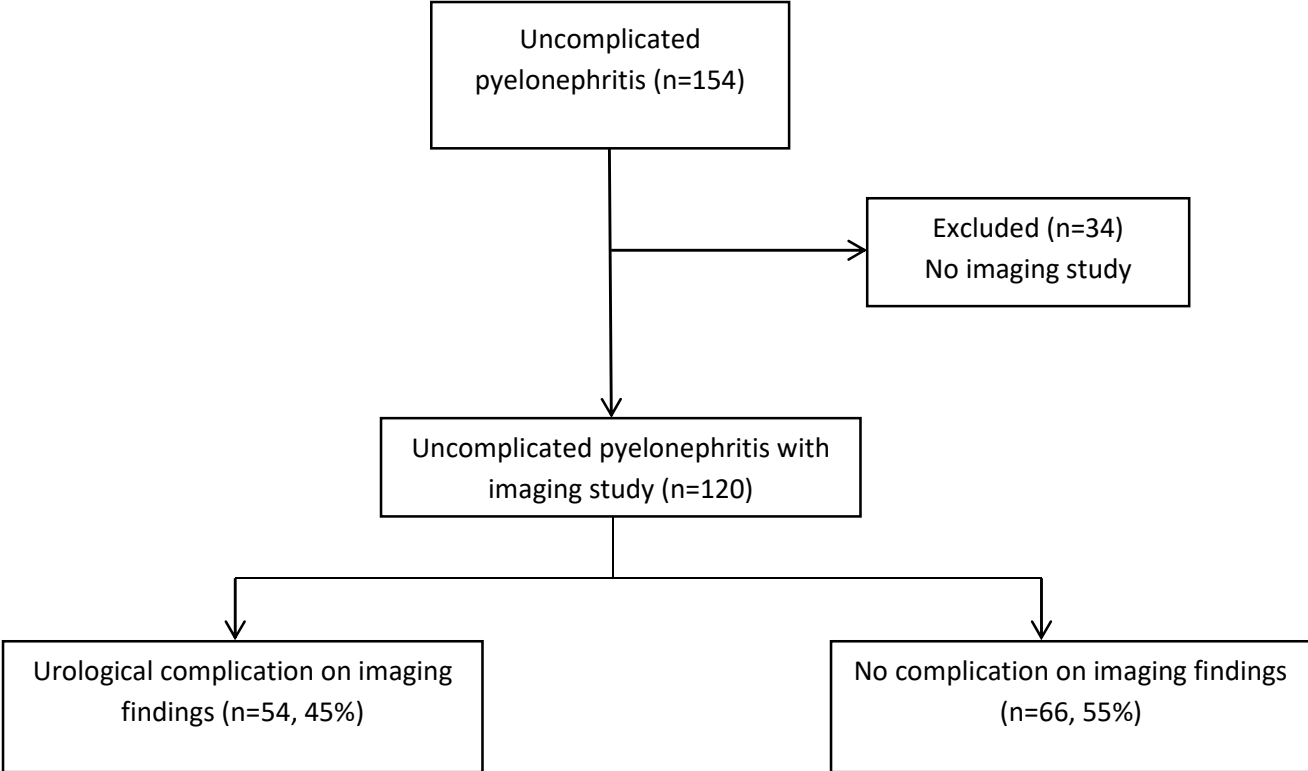 Uncomplicated
pyelonephritis (n=154)
Excluded (n=34)
No imaging study
Uncomplicated pyelonephritis with
imaging study (n=120)
Urological complication on imaging
findings (n=54, 45%)
No complication on imaging findings
(n=66, 55%)